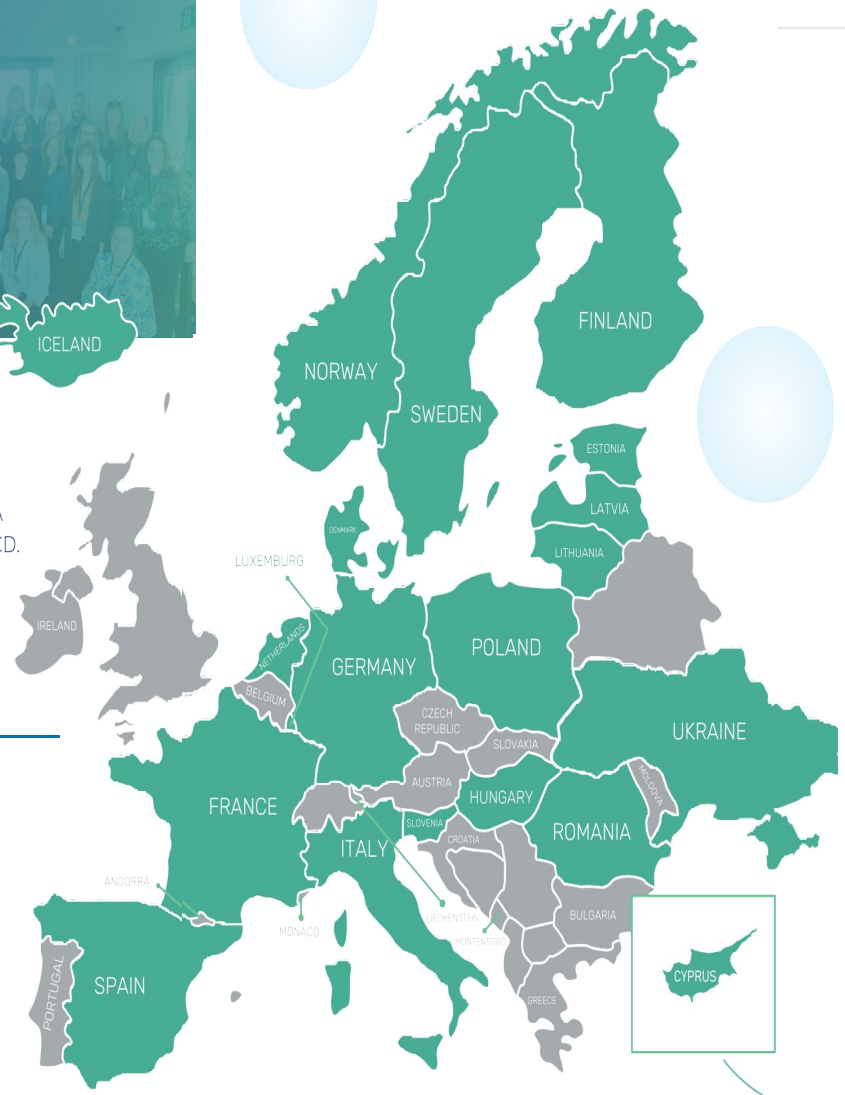 ICELAND
FINLAND
NORWAY
SWEDEN
ESTONIA
LATVIA
A
CD.
DENMARK
LITHUANIA
LUXEMBURG
IRELAND
NETHERLANDS
POLAND
GERMANY
BELGIUM
CZECH
REPUBLIC
UKRAINE
SLOVAKIA
MOLDOVA
AUSTRIA
HUNGARY
FRANCE
SLOVENIA
ROMANIA
CROATIA
ITALY
ANDORRA
LIECHENSTEIN
BULGARIA
MONACO
MONTENEGRO
PORTUGAL
SPAIN
CYPRUS
GREECE